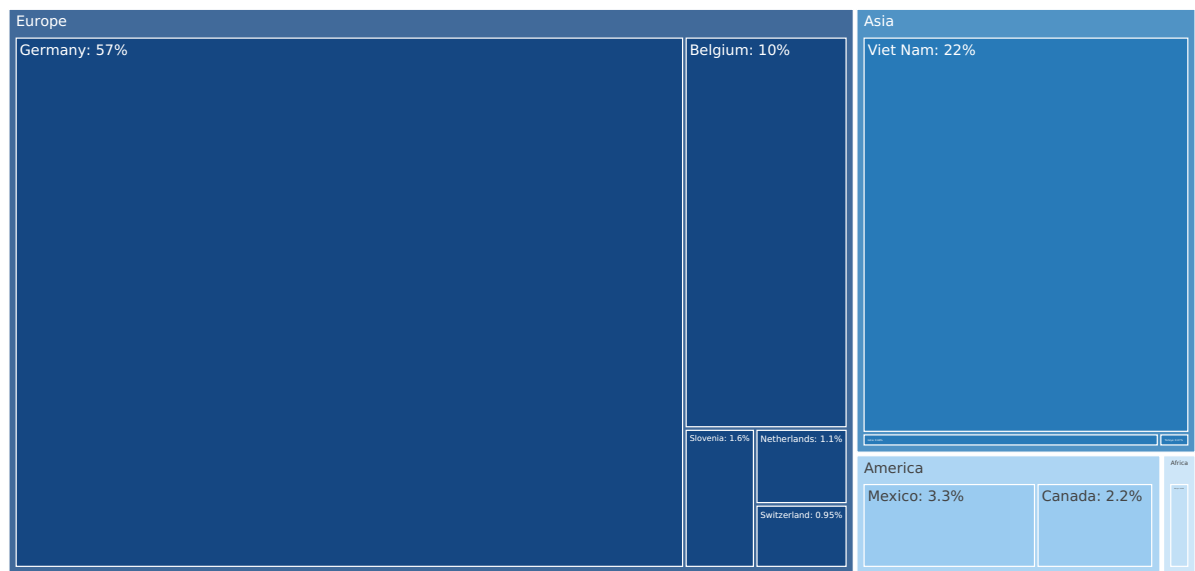 Europe
Germany: 57%
Belgium: 10%
Slovenia: 1.6%
Netherlands: 1.1%
Switzerland: 0.95%
Asia
Viet Nam: 22%
America
Mexico: 3.3%
Canada: 2.2%
Africa